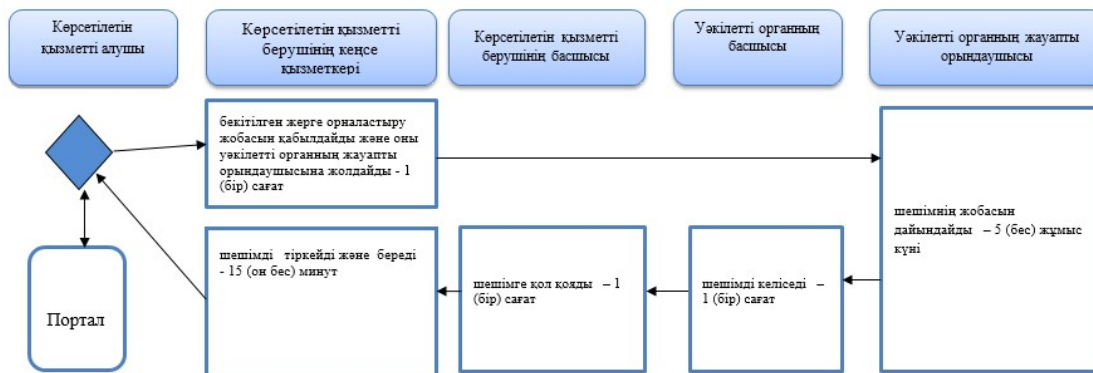 Көрсетілетін
қызметті алушы
Көрсетілетін қызметті
берушінің кеңсе
қызметкері
Көрсетілетін қызметті
берушінің басшысы
Уәкілетті органның
басшысы
Уәкілетті органның жауапты
орындаушысы
бекітілген жерге орналастыру
жобасын қабылдайды және оны
уәкілетті органның жауапты
орындаушысына жолдайды - 1
(бір) сағат
шешімнің жобасын
дайындайды – 5 (бес) жұмыс
күні
шешімді келіседі –
1 (бір) сағат
шешімге қол қояды – 1
(бір) сағат
шешімді тіркейді және береді
- 15 (он бес) минут
Портал